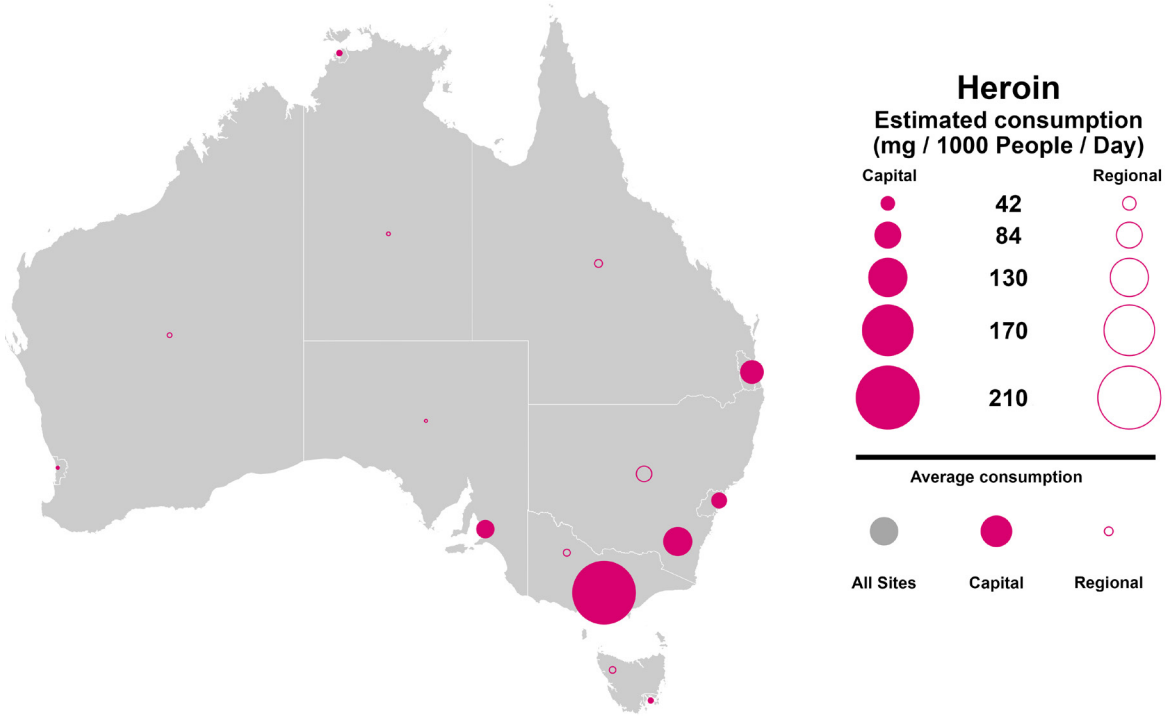 Heroin
Estimated consumption
(mg / 1000 People / Day)
Capital Regional
42
84
130
170
210
Average consumption
All Sites Capital Regional